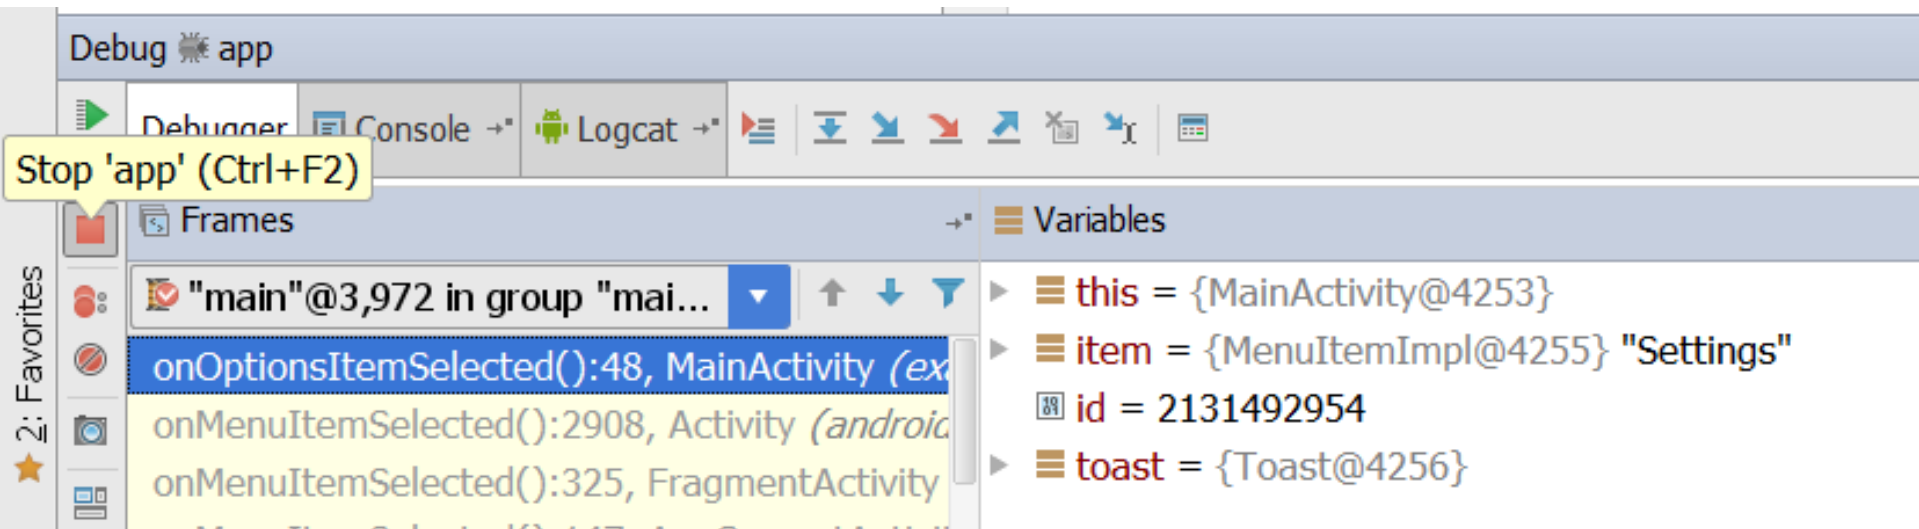 Debug app
Debugger Console Logcat
Stop 'app' (Ctrl+F2)
Frames
Variables
2: Favorites
"main"@3,972 in group "mai...
onOptionsItemSelected():48, MainActivity (ex
onMenuItemSelected():2908, Activity (android
onMenuItemSelected():325, FragmentActivity
this = {MainActivity@4253}
item = {MenuItemImpl@4255} "Settings"
id = 2131492954
toast = {Toast@4256}